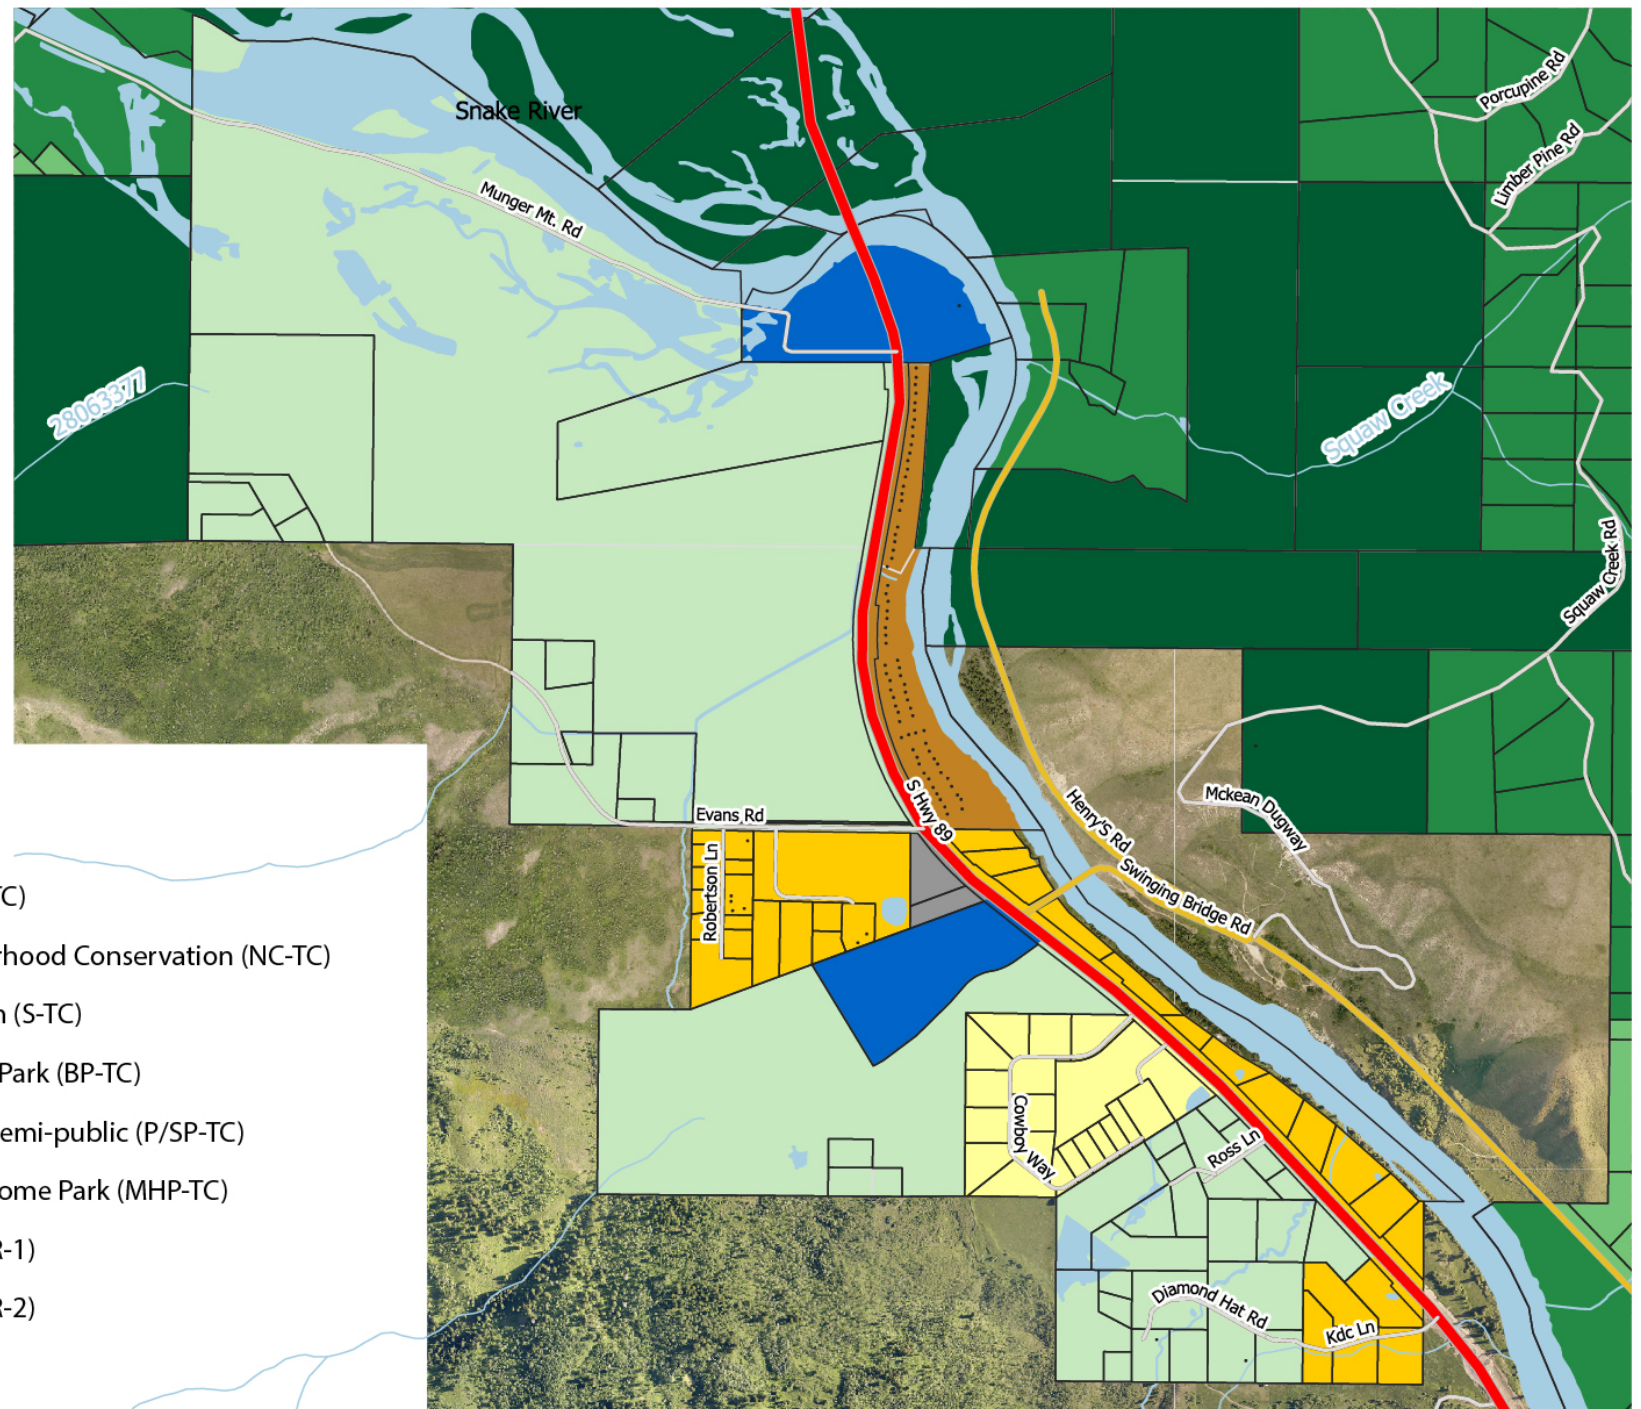 Porcupine Rd
Snake River
Limber Pine Rd
Munger Mt. Rd
28063377
Squaw Creek
Squaw Creek Rd
S Hwy 89
Henry'S Rd
Mckean Dugway
Evans Rd
Robertson Ln
Swinging Bridge Rd
TC)
rhood Conservation (NC-TC)
n (S-TC)
Park (BP-TC)
emi-public (P/SP-TC)
ome Park (MHP-TC)
R-1)
R-2)
Cowboy Way
Ross Ln
Diamond Hat Rd
Kdc Ln